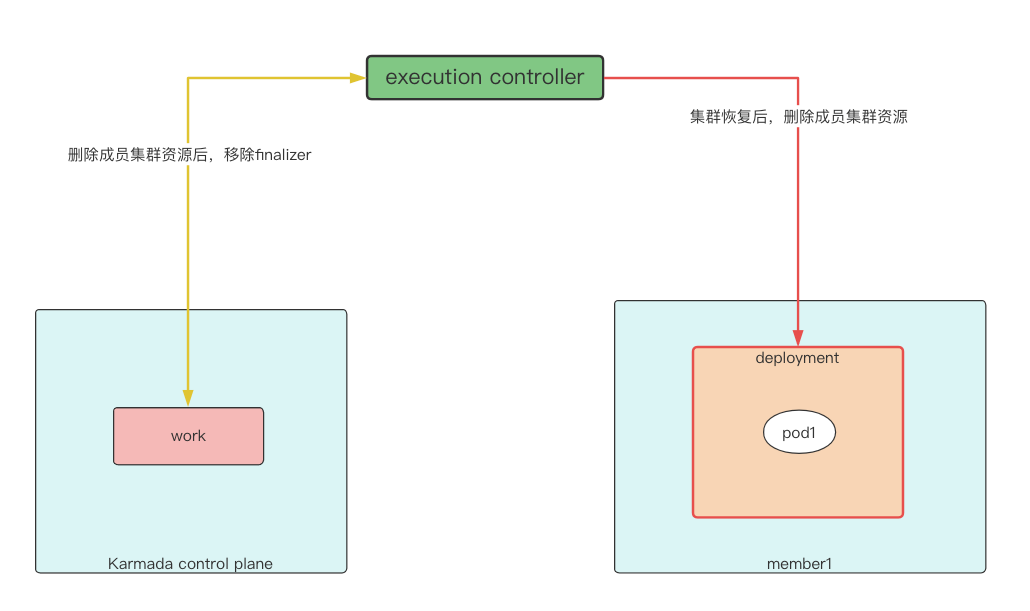 execution controller
集群恢复后，删除成员集群资源
删除成员集群资源后，移除finalizer
deployment
pod1
work
Karmada control plane
member1